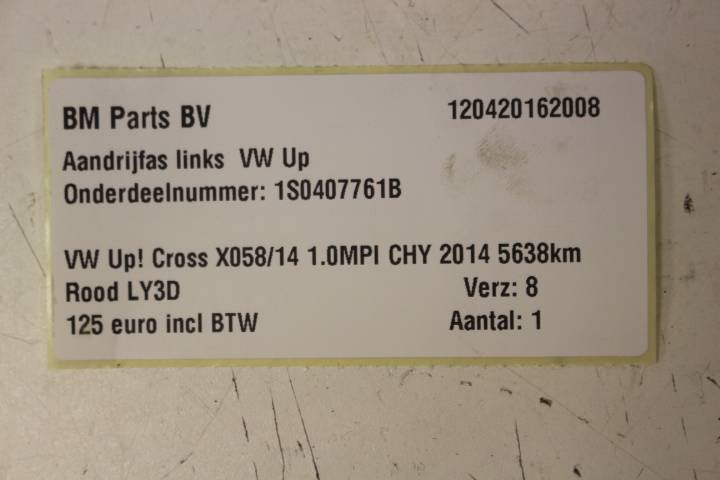 BM Parts BV 120420162008
Aandrijfas links VW Up
Onderdeelnummer: 1S0407761B
VW Up! Cross X058/14 1.0MPI CHY 2014 5638km
Rood LY3D Verz: 8
125 euro incl BTW Aantal: 1